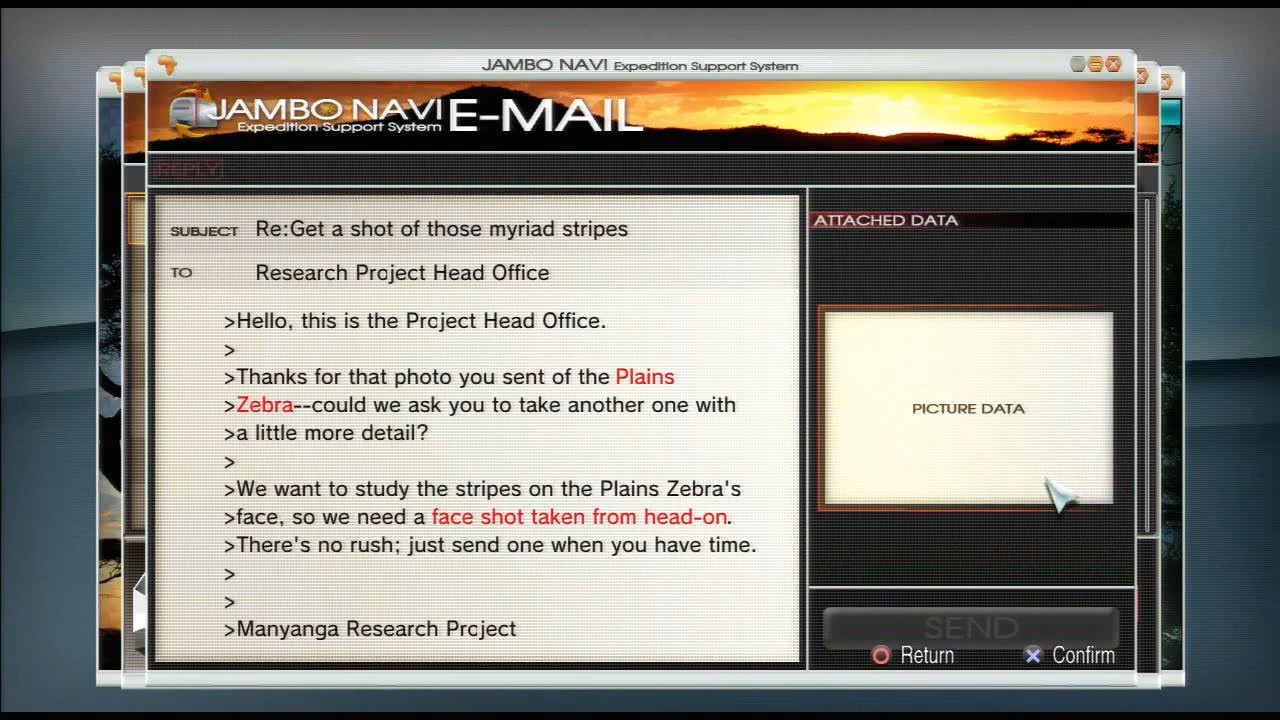 JAMBO NAVI Expedition Support System
JAMBO NAVI E-MAIL
Expedition Support System
REPLY
SUBJECT Re:Get a shot of those myriad stripes
TO Research Project Head Office
>Hello, this is the Project Head Office.
>
>Thanks for that photo you sent of the Plains
>Zebra--could we ask you to take another one with
>a little more detail?
>
>We want to study the stripes on the Plains Zebra's
>face, so we need a face shot taken from head-on.
>There's no rush; just send one when you have time.
>
>
>Manyanga Research Project
ATTACHED DATA
PICTURE DATA
SEND
Return Confirm